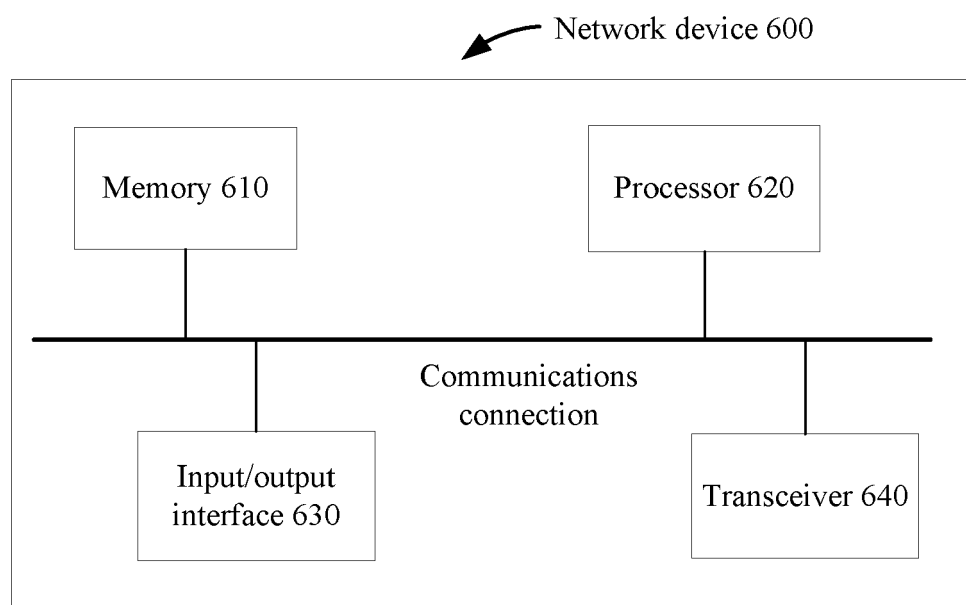 Network device 600
Memory 610
Processor 620
Communications
connection
Input/output
interface 630
Transceiver 640